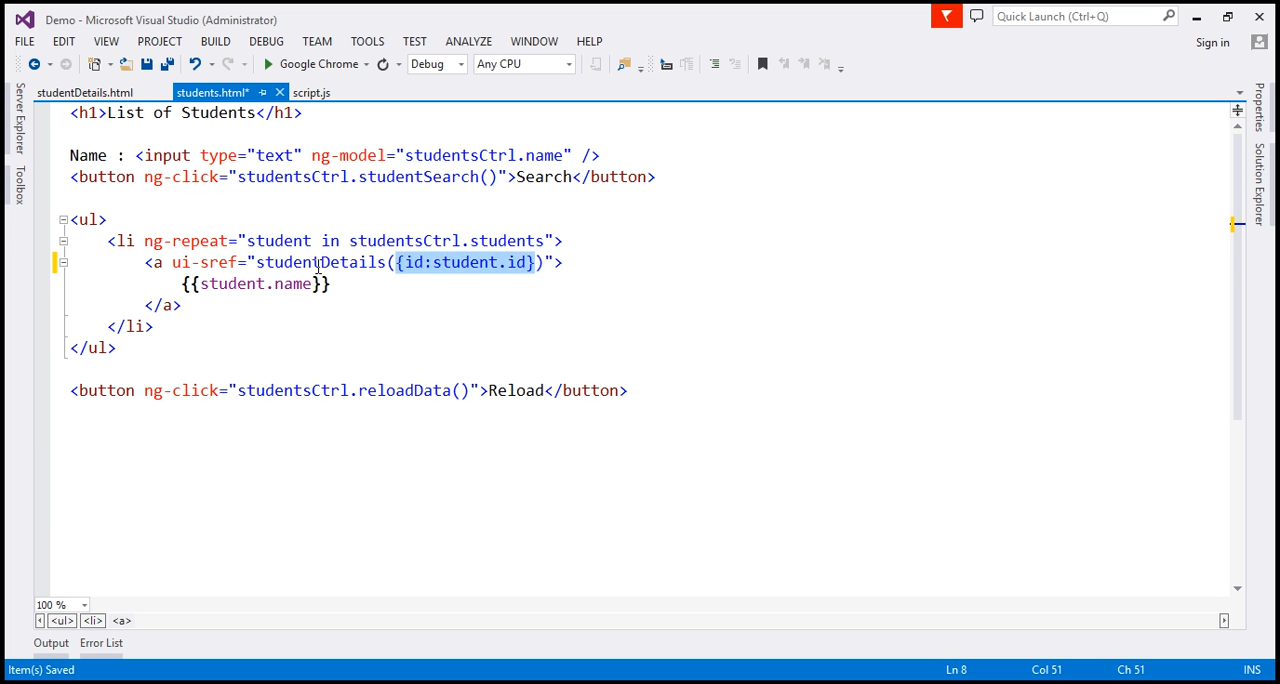 Demo - Microsoft Visual Studio (Administrator)
Quick Launch (Ctrl+Q)
FILE EDIT VIEW PROJECT BUILD DEBUG TEAM TOOLS TEST ANALYZE WINDOW HELP
Sign in
Google Chrome Debug Any CPU
studentDetails.html students.html* script.js
Server Explorer
Toolbox
Properties
Solution Explorer
<h1>List of Students</h1>
Name : <input type="text" ng-model="studentsCtrl.name" />
<button ng-click="studentsCtrl.studentSearch()">Search</button>
<ul>
<li ng-repeat="student in studentsCtrl.students">
<a ui-sref="studentDetails({id:student.id})">
{{student.name}}
</a>
</li>
</ul>
<button ng-click="studentsCtrl.reloadData()">Reload</button>
100 %
<ul> <li> <a>
Output Error List
Item(s) Saved Ln 8 Col 51 Ch 51 INS